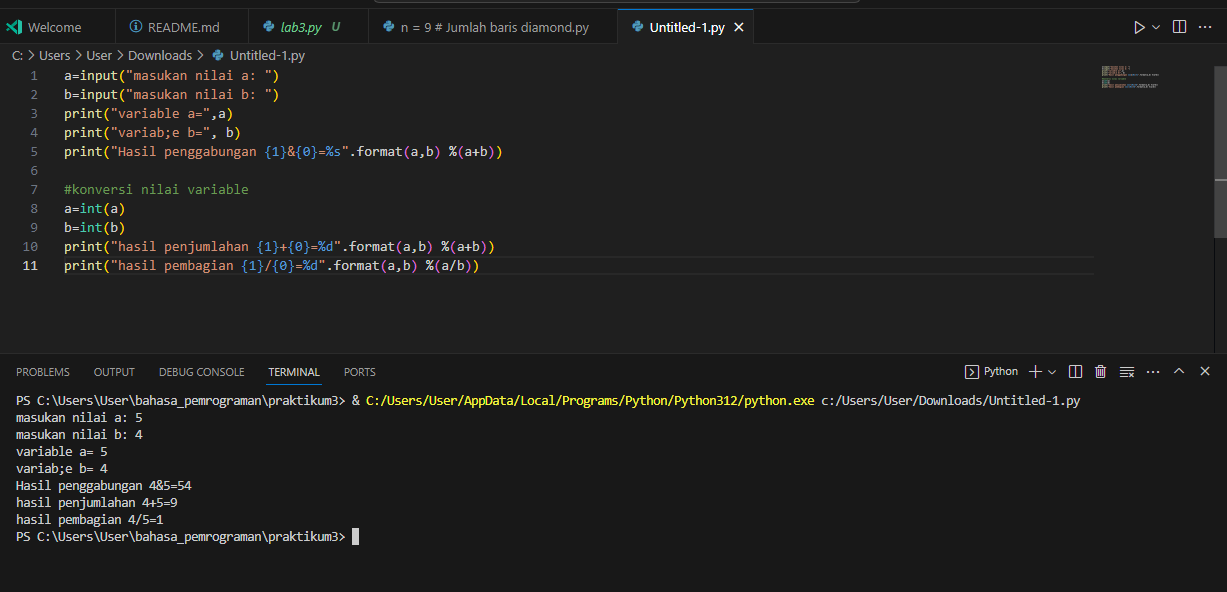 Welcome README.md lab3.py U n = 9 # Jumlah baris diamond.py Untitled-1.py
C: > Users > User > Downloads > Untitled-1.py
1 a=input("masukan nilai a: ")
2 b=input("masukan nilai b: ")
3 print("variable a=",a)
4 print("variab;e b=", b)
5 print("Hasil penggabungan {1}&{0}=%s".format(a,b) %(a+b))
6
7 #konversi nilai variable
8 a=int(a)
9 b=int(b)
10 print("hasil penjumlahan {1}+{0}=%d".format(a,b) %(a+b))
11 print("hasil pembagian {1}/{0}=%d".format(a,b) %(a/b))
PROBLEMS OUTPUT DEBUG CONSOLE TERMINAL PORTS Python
PS C:\Users\User\bahasa_pemrograman\praktikum3> & C:/Users/User/AppData/Local/Programs/Python/Python312/python.exe c:/Users/User/Downloads/Untitled-1.py
masukan nilai a: 5
masukan nilai b: 4
variable a= 5
variab;e b= 4
Hasil penggabungan 4&5=54
hasil penjumlahan 4+5=9
hasil pembagian 4/5=1
PS C:\Users\User\bahasa_pemrograman\praktikum3>